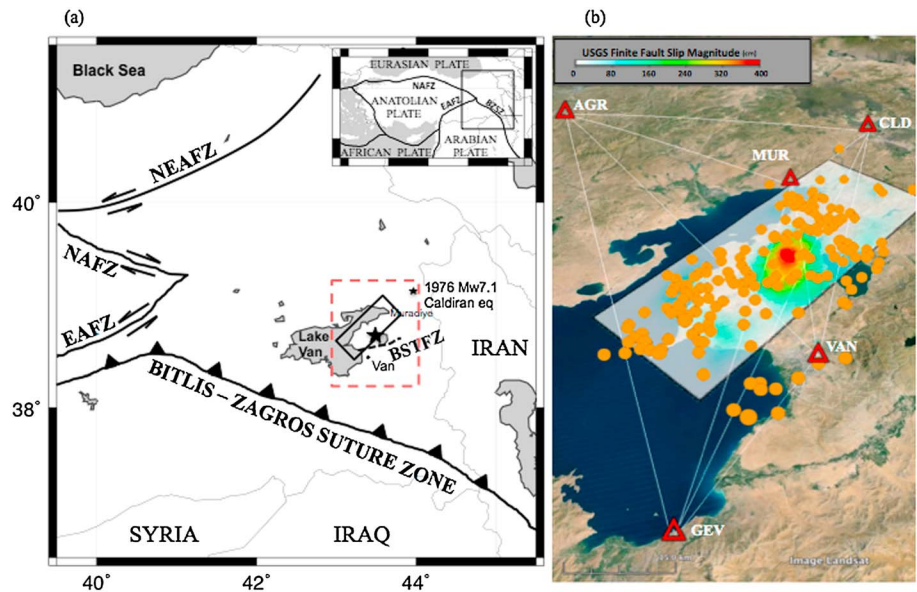 (a)
(b)
Black Sea
EURASIAN PLATE
NAFZ
ANATOLIAN
PLATE
EAFZ
BZSZ
ARABIAN
PLATE
AFRICAN PLATE
NEAFZ
40°
NAFZ
EAFZ
1976 Mw7.1
Caldiran eq
Muradiye
Lake
Van
Van
BSTFZ
IRAN
38°
BITLIS – ZAGROS SUTURE ZONE
SYRIA
IRAQ
40°
42°
44°
USGS Finite Fault Slip Magnitude [cm]
0 80 160 240 320 400
AGR
CLD
MUR
VAN
GEV
Image Landsat